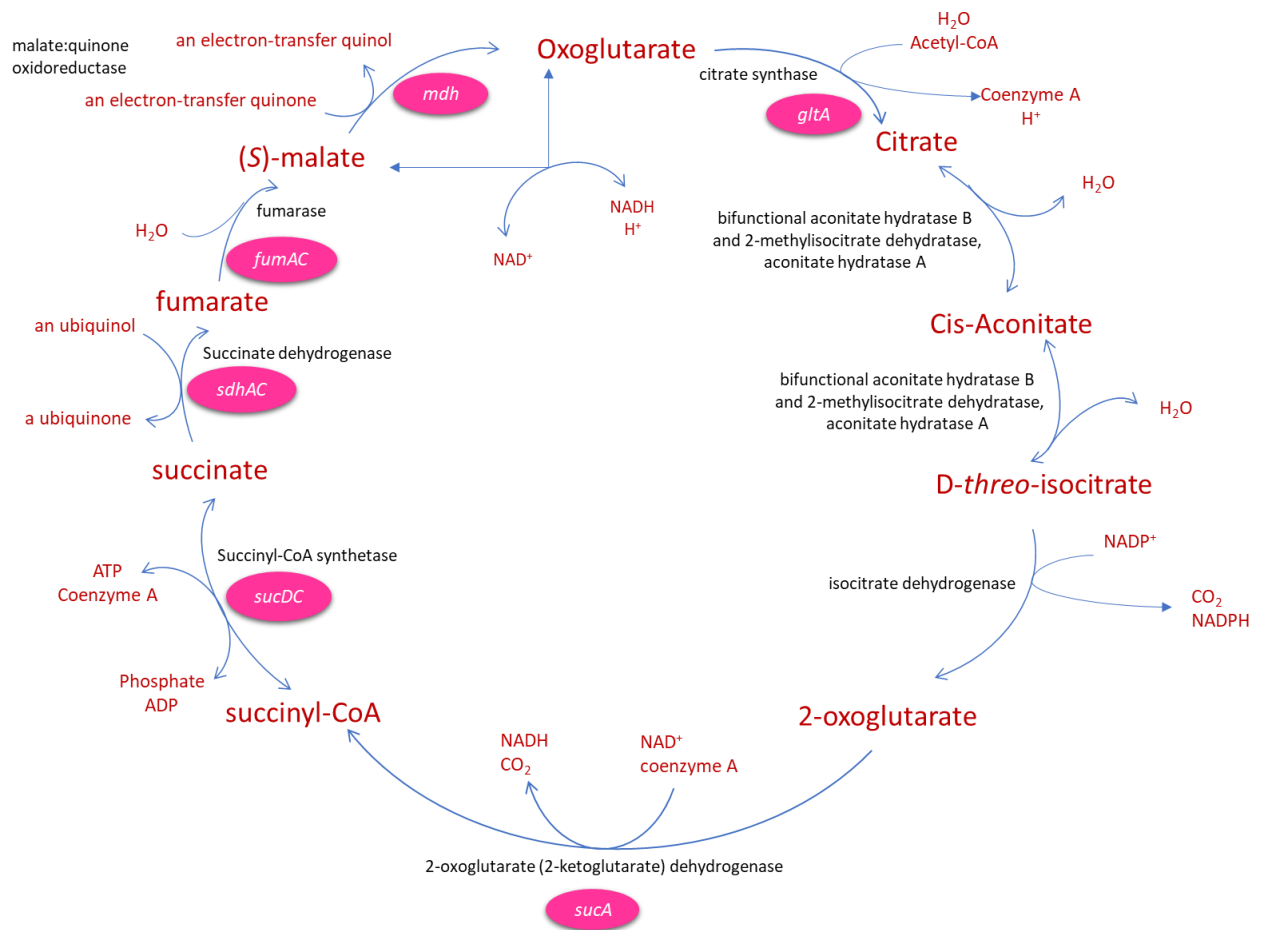 malate:quinone
oxidoreductase
an electron-transfer quinol
an electron-transfer quinone
mdh
Oxoglutarate
citrate synthase
gltA
H₂O
Acetyl-CoA
Coenzyme A
H⁺
Citrate
(S)-malate
fumarase
H₂O
fumAC
NADH
H⁺
NAD⁺
H₂O
bifunctional aconitate hydratase B
and 2-methylisocitrate dehydratase,
aconitate hydratase A
fumarate
Cis-Aconitate
an ubiquinol
Succinate dehydrogenase
sdhAC
a ubiquinone
bifunctional aconitate hydratase B
and 2-methylisocitrate dehydratase,
aconitate hydratase A
H₂O
succinate
D-threo-isocitrate
Succinyl-CoA synthetase
ATP
Coenzyme A
sucDC
Phosphate
ADP
NADP⁺
isocitrate dehydrogenase
CO₂
NADPH
succinyl-CoA
2-oxoglutarate
NADH
CO₂
NAD⁺
coenzyme A
2-oxoglutarate (2-ketoglutarate) dehydrogenase
sucA